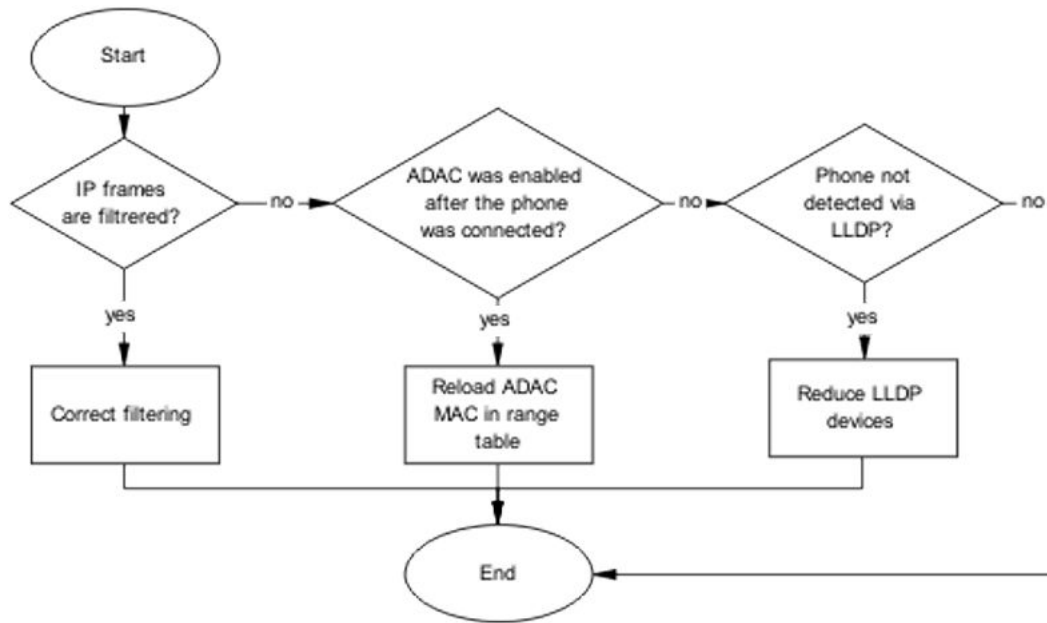 Start
IP frames
are filtrered?
no
ADAC was enabled
after the phone
was connected?
no
Phone not
detected via
LLDP?
no
yes
yes
yes
Correct filtering
Reload ADAC
MAC in range
table
Reduce LLDP
devices
End